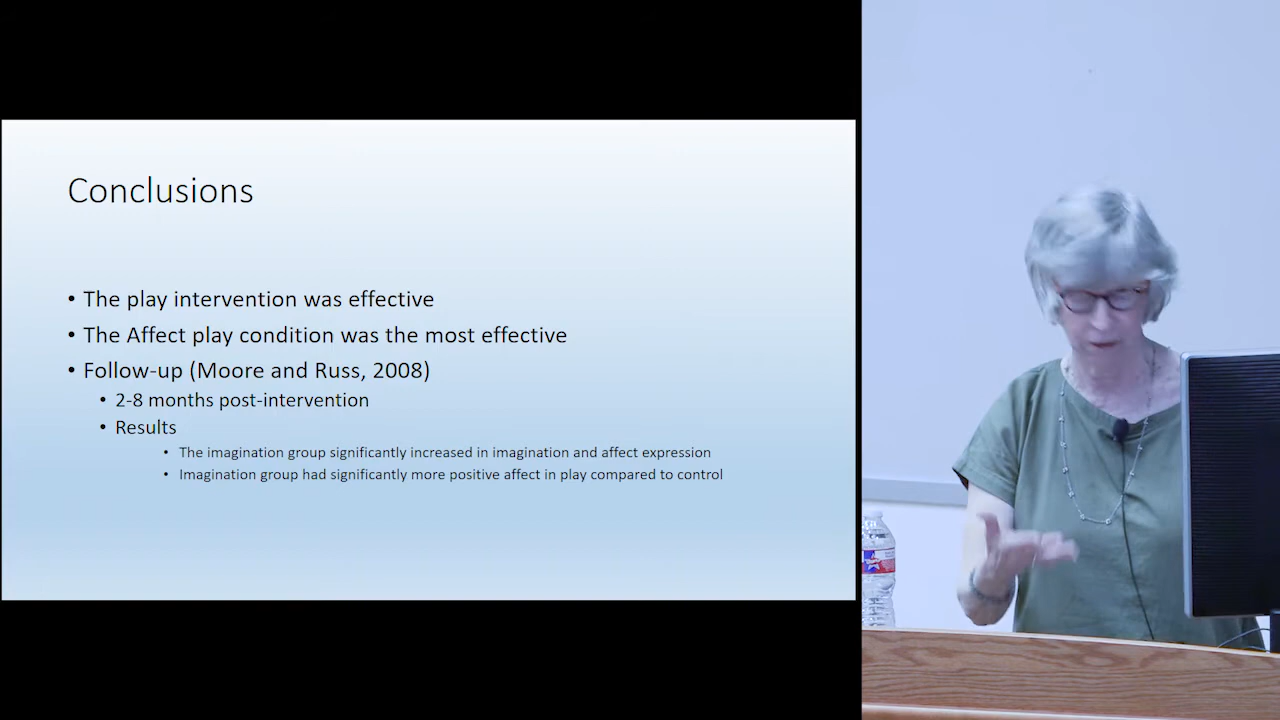 Conclusions
• The play intervention was effective
• The Affect play condition was the most effective
• Follow-up (Moore and Russ, 2008)
• 2-8 months post-intervention
• Results
• The imagination group significantly increased in imagination and affect expression
• Imagination group had significantly more positive affect in play compared to control